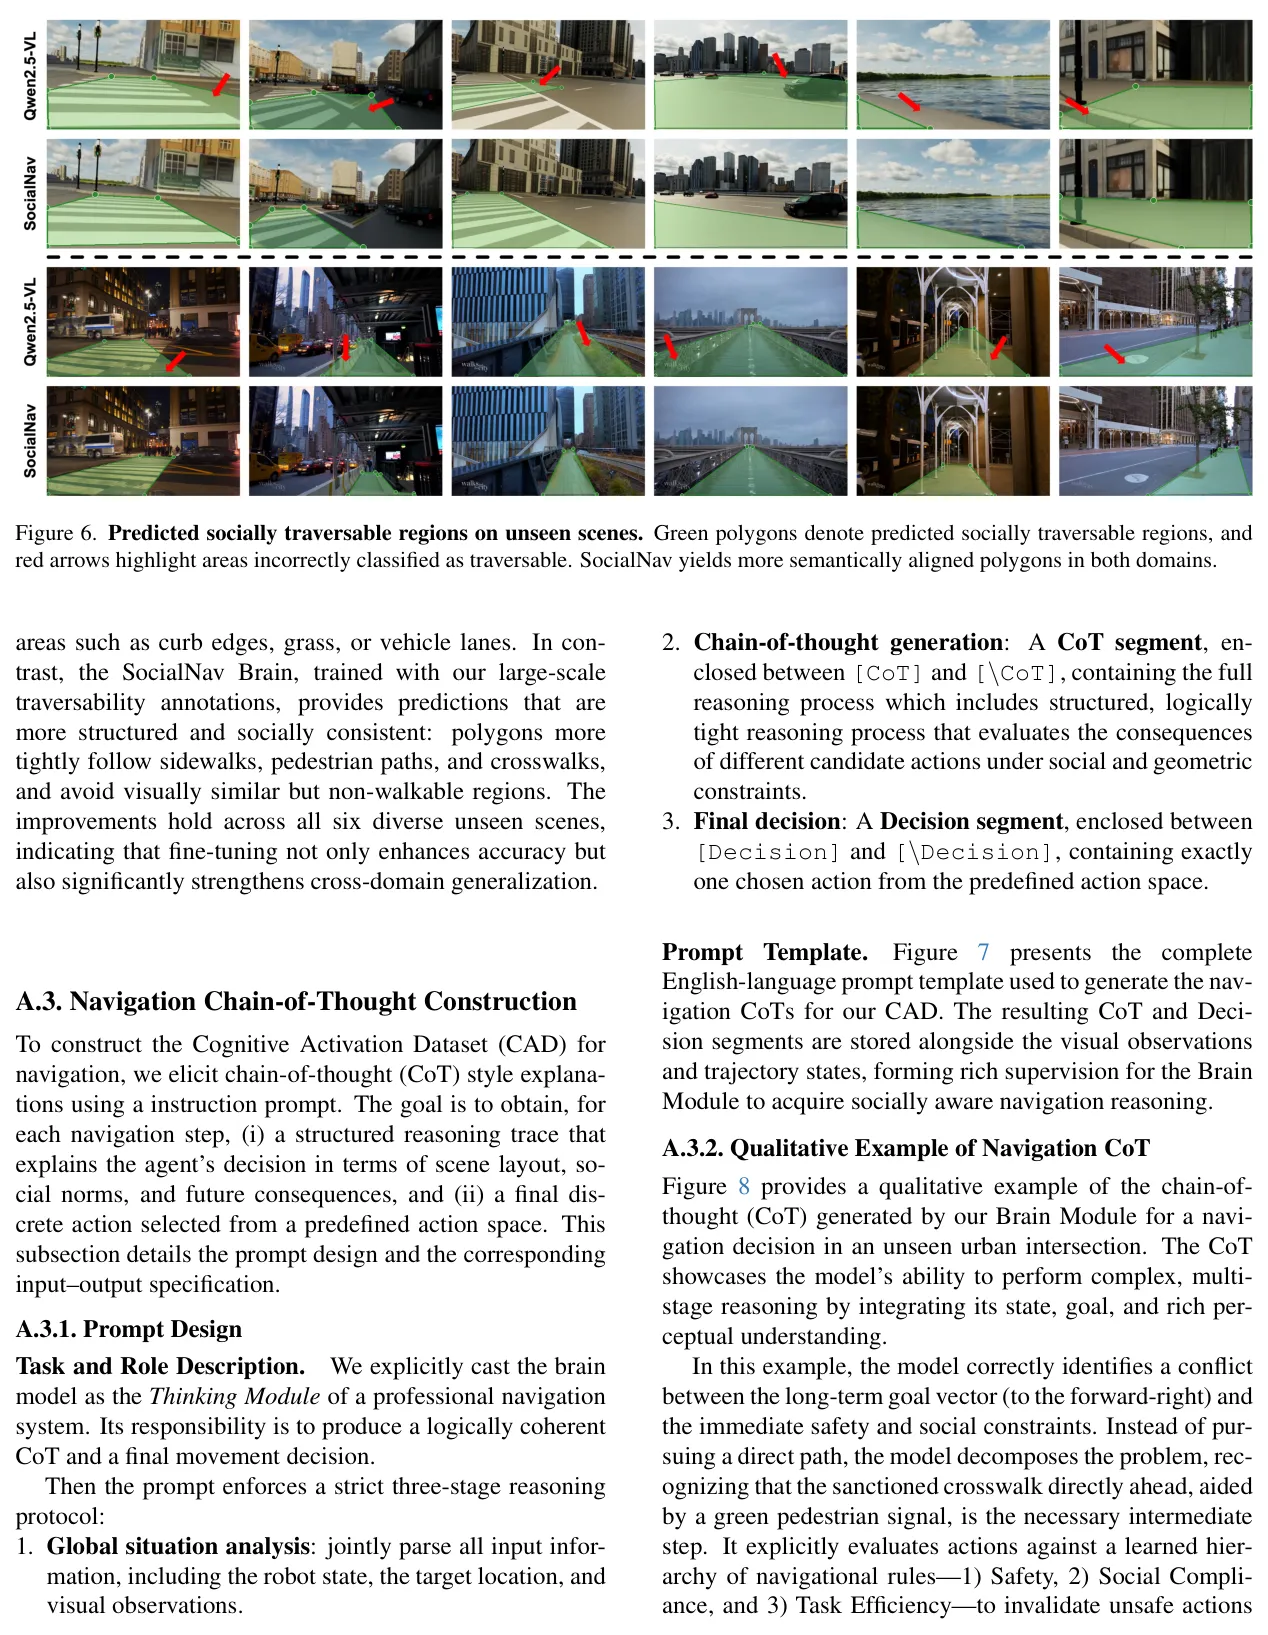 Qwen2.5-VL
SocialNav
Qwen2.5-VL
SocialNav
Figure 6. Predicted socially traversable regions on unseen scenes. Green polygons denote predicted socially traversable regions, and
red arrows highlight areas incorrectly classified as traversable. SocialNav yields more semantically aligned polygons in both domains.
areas such as curb edges, grass, or vehicle lanes. In con-
trast, the SocialNav Brain, trained with our large-scale
traversability annotations, provides predictions that are
more structured and socially consistent: polygons more
tightly follow sidewalks, pedestrian paths, and crosswalks,
and avoid visually similar but non-walkable regions. The
improvements hold across all six diverse unseen scenes,
indicating that fine-tuning not only enhances accuracy but
also significantly strengthens cross-domain generalization.
A.3. Navigation Chain-of-Thought Construction
To construct the Cognitive Activation Dataset (CAD) for
navigation, we elicit chain-of-thought (CoT) style explana-
tions using a instruction prompt. The goal is to obtain, for
each navigation step, (i) a structured reasoning trace that
explains the agent's decision in terms of scene layout, so-
cial norms, and future consequences, and (ii) a final dis-
crete action selected from a predefined action space. This
subsection details the prompt design and the corresponding
input–output specification.
A.3.1. Prompt Design
Task and Role Description. We explicitly cast the brain
model as the Thinking Module of a professional navigation
system. Its responsibility is to produce a logically coherent
CoT and a final movement decision.
Then the prompt enforces a strict three-stage reasoning
protocol:
1. Global situation analysis: jointly parse all input infor-
mation, including the robot state, the target location, and
visual observations.
2. Chain-of-thought generation: A CoT segment, en-
closed between [CoT] and [\CoT], containing the full
reasoning process which includes structured, logically
tight reasoning process that evaluates the consequences
of different candidate actions under social and geometric
constraints.
3. Final decision: A Decision segment, enclosed between
[Decision] and [\Decision], containing exactly
one chosen action from the predefined action space.
Prompt Template. Figure 7 presents the complete
English-language prompt template used to generate the nav-
igation CoTs for our CAD. The resulting CoT and Deci-
sion segments are stored alongside the visual observations
and trajectory states, forming rich supervision for the Brain
Module to acquire socially aware navigation reasoning.
A.3.2. Qualitative Example of Navigation CoT
Figure 8 provides a qualitative example of the chain-of-
thought (CoT) generated by our Brain Module for a navi-
gation decision in an unseen urban intersection. The CoT
showcases the model's ability to perform complex, multi-
stage reasoning by integrating its state, goal, and rich per-
ceptual understanding.
In this example, the model correctly identifies a conflict
between the long-term goal vector (to the forward-right) and
the immediate safety and social constraints. Instead of pur-
suing a direct path, the model decomposes the problem, rec-
ognizing that the sanctioned crosswalk directly ahead, aided
by a green pedestrian signal, is the necessary intermediate
step. It explicitly evaluates actions against a learned hier-
archy of navigational rules—1) Safety, 2) Social Compli-
ance, and 3) Task Efficiency—to invalidate unsafe actions